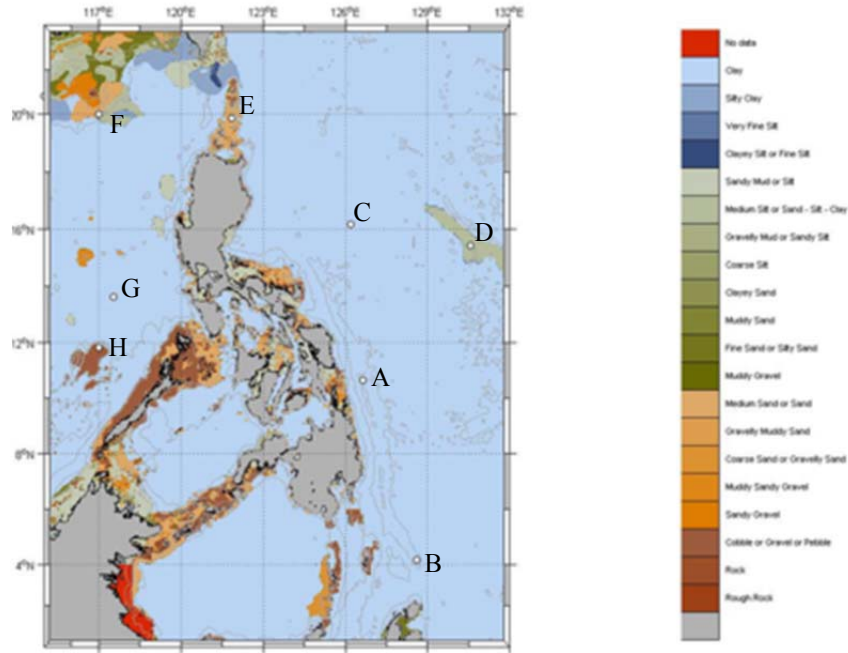 117°E 120°E 123°E 126°E 129°E 132°E
20°N
16°N
12°N
8°N
4°N
E
F
C
D
G
H
A
B
No data
Clay
Silty Clay
Very Fine Silt
Clayey Silt or Fine Silt
Sandy Mud or Silt
Medium Silt or Sand - Silt - Clay
Gravelly Mud or Sandy Silt
Coarse Silt
Clayey Sand
Muddy Sand
Fine Sand or Silty Sand
Muddy Gravel
Medium Sand or Sand
Gravelly Muddy Sand
Coarse Sand or Gravelly Sand
Muddy Sandy Gravel
Sandy Gravel
Cobble or Gravel or Pebble
Rock
Rough Rock